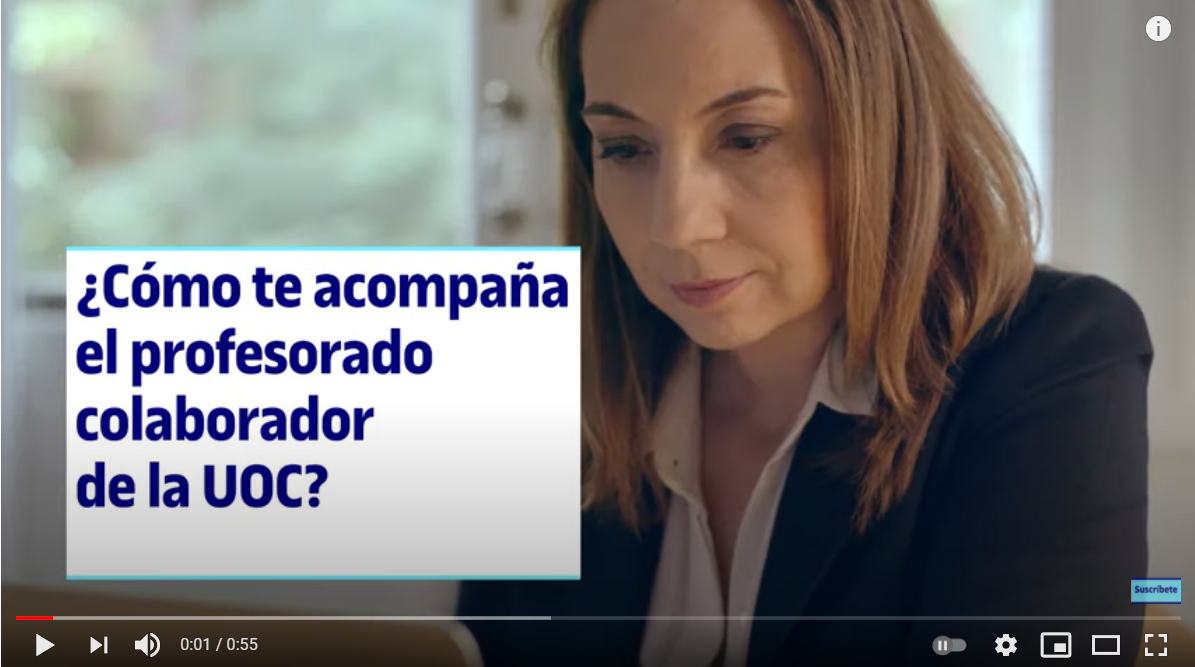 ¿Cómo te acompaña
el profesorado
colaborador
de la UOC?
Suscríbete
0:01 / 0:55